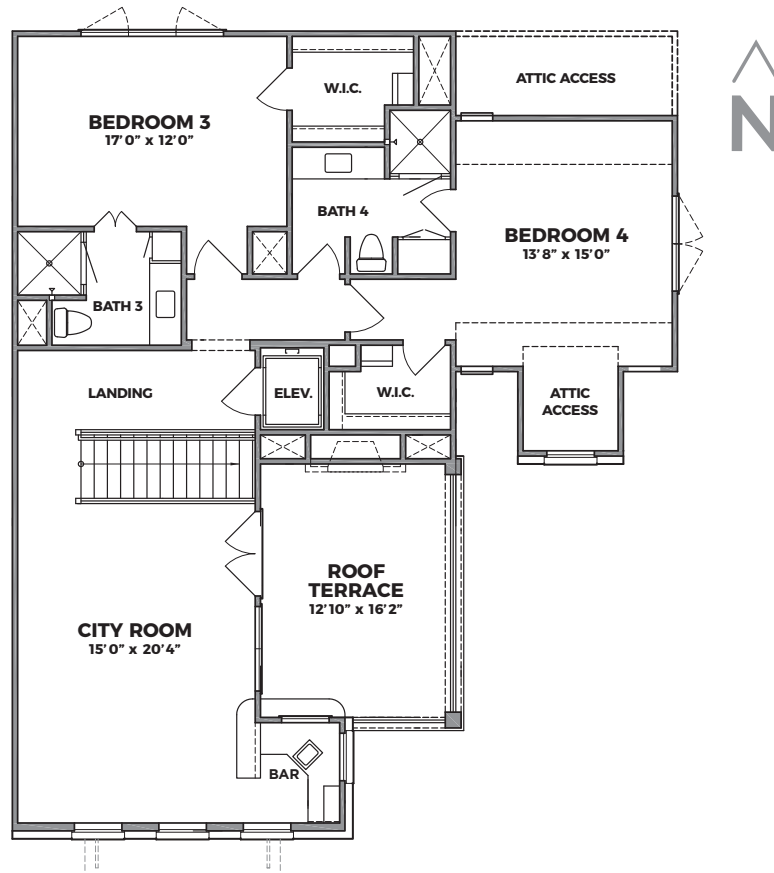 W.I.C.
ATTIC ACCESS
N
BEDROOM 3
17'0" x 12'0"
BATH 4
BEDROOM 4
13'8" x 15'0"
BATH 3
LANDING
ELEV.
W.I.C.
ATTIC
ACCESS
ROOF
TERRACE
12'10" x 16'2"
CITY ROOM
15'0" x 20'4"
BAR